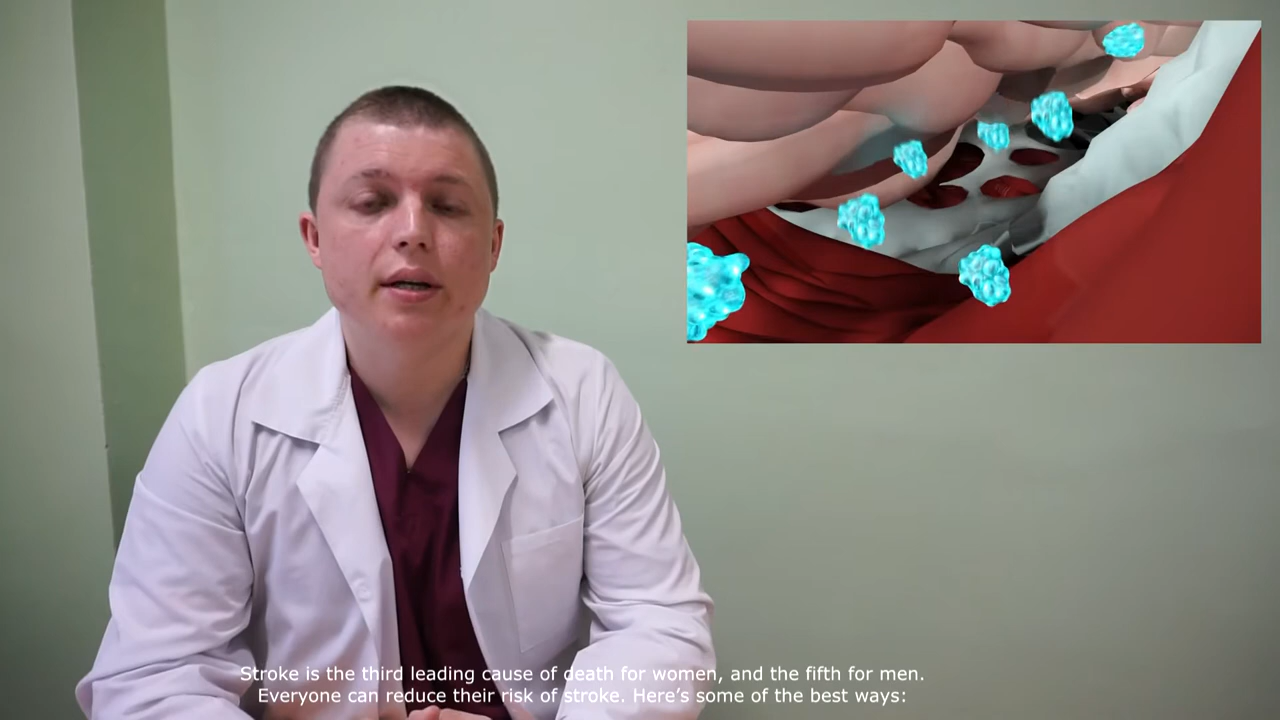 Stroke is the third leading cause of death for women, and the fifth for men.
Everyone can reduce their risk of stroke. Here's some of the best ways: